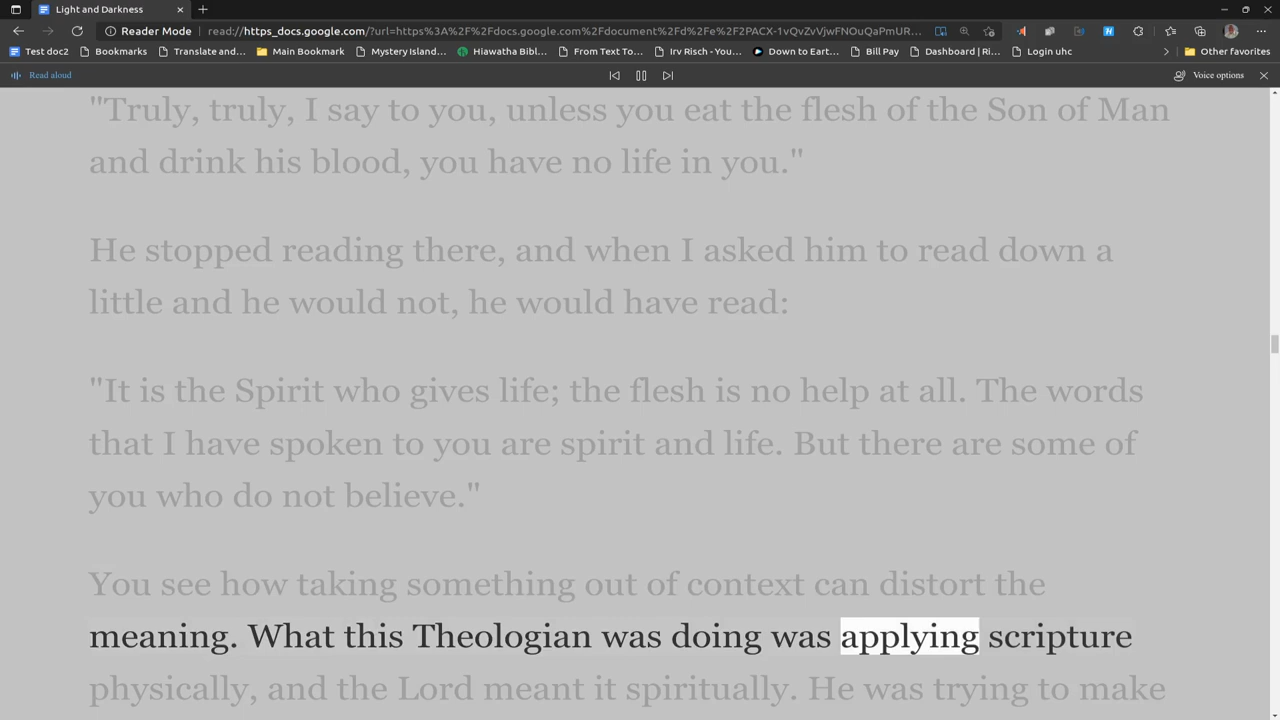 Light and Darkness
Reader Mode
read://https_docs.google.com/?url=https%3A%2F%2Fdocs.google.com%2Fdocument%2Fd%2Fe%2F2PACX-1vQvZvVjwFNOuQaPmUR...
Test doc2
Bookmarks
Translate and...
Main Bookmark
Mystery Island...
Hiawatha Bibl...
From Text To...
Irv Risch - You...
Down to Eart...
Bill Pay
Dashboard | Ri...
Login uhc
Other favorites
Read aloud
Voice options
"Truly, truly, I say to you, unless you eat the flesh of the Son of Man
and drink his blood, you have no life in you."
He stopped reading there, and when I asked him to read down a
little and he would not, he would have read:
"It is the Spirit who gives life; the flesh is no help at all. The words
that I have spoken to you are spirit and life. But there are some of
you who do not believe."
You see how taking something out of context can distort the
meaning. What this Theologian was doing was applying scripture
physically, and the Lord meant it spiritually. He was trying to make